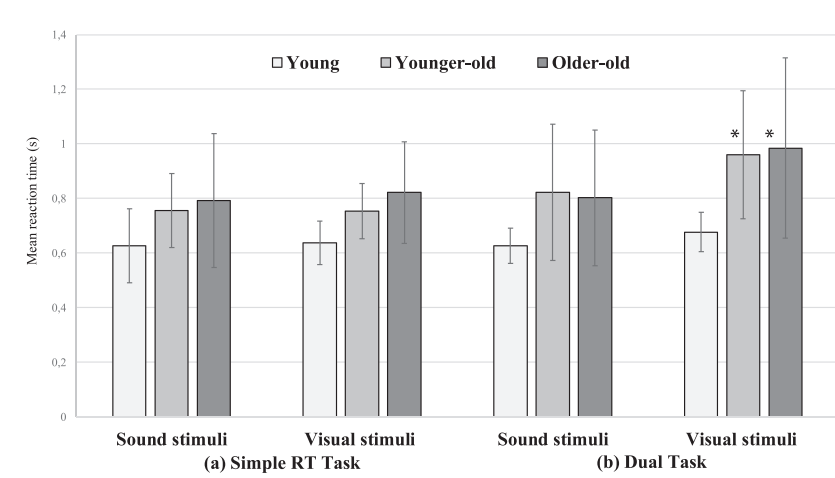 1,4
Young Younger-old Older-old
1,2
* *
1
Mean reaction time (s)
0,8
0,6
0,4
0,2
0
Sound stimuli Visual stimuli Sound stimuli Visual stimuli
(a) Simple RT Task (b) Dual Task